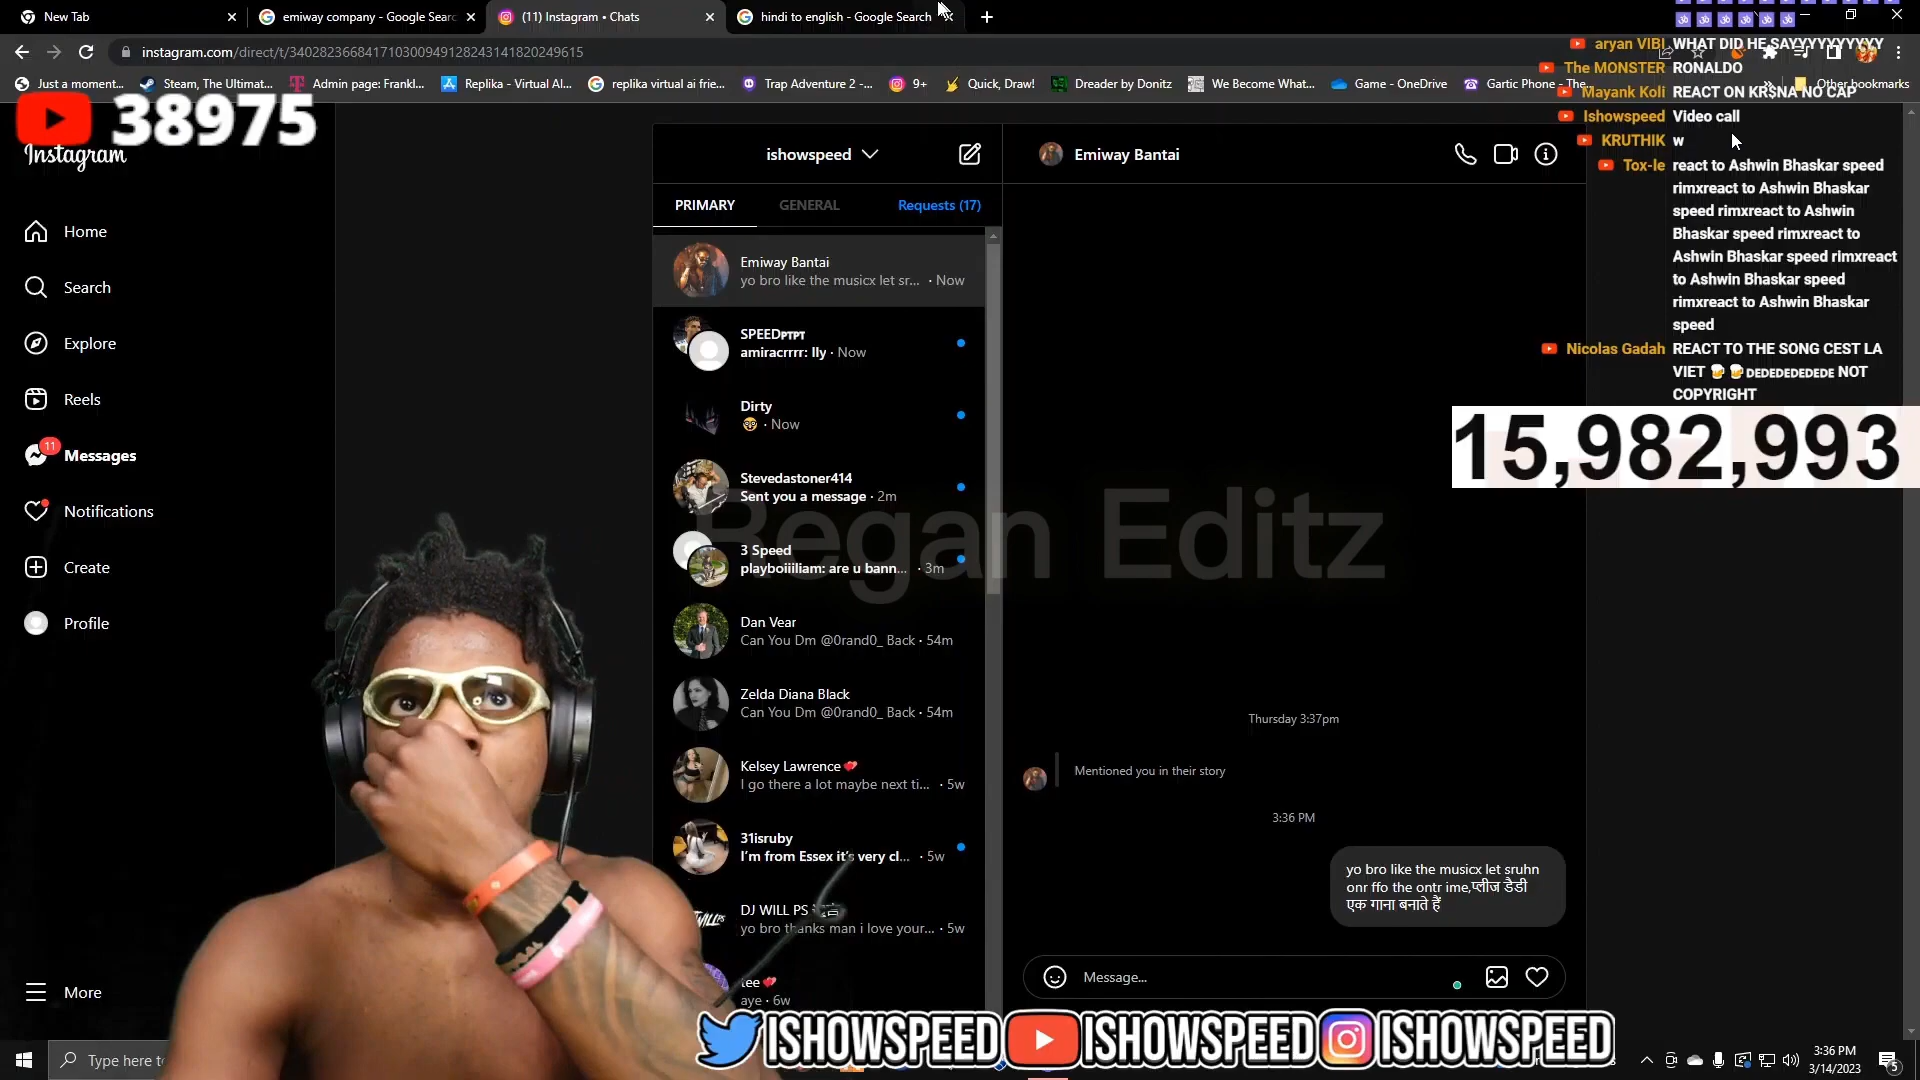 New Tab
emiway company - Google Searc
(11) Instagram • Chats
hindi to english - Google Search
instagram.com/direct/t/340282366841710300949128243141820249615
Just a moment...
Steam, The Ultimat...
Admin page: Frankl...
Replika - Virtual AI...
replika virtual ai frie...
Trap Adventure 2 -...
9+
Quick, Draw!
Dreader by Donitz
We Become What...
Game - OneDrive
Gartic Phone - The...
Other bookmarks
38975
Instagram
Home
Search
Explore
Reels
11
Messages
Notifications
Create
Profile
More
ishowspeed
PRIMARY
GENERAL
Requests (17)
Emiway Bantai
yo bro like the musicx let sr... • Now
SPEEDPTPT
amiracrrrr: lly • Now
Dirty
🤓 • Now
Stevedastoner414
Sent you a message • 2m
3 Speed
playboiiiliam: are u bann... • 3m
Dan Vear
Can You Dm @0rand0_ Back • 54m
Zelda Diana Black
Can You Dm @0rand0_ Back • 54m
Kelsey Lawrence💕
I go there a lot maybe next ti... • 5w
31isruby
I'm from Essex it's very cl... • 5w
DJ WILL PS
yo bro thanks man i love your... • 5w
tee💕
aye • 6w
Emiway Bantai
Thursday 3:37pm
Mentioned you in their story
3:36 PM
yo bro like the musicx let sruhn
onr ffo the ontr ime,प्लीज डैडी
एक गाना बनाते हैं
Message...
Regan Editz
aryan VIBI WHAT DID HE SAYYYYYYYYYY
The MONSTER RONALDO
Mayank Koli REACT ON KR$NA NO CAP
Ishowspeed Video call
KRUTHIK w
Tox-Ie react to Ashwin Bhaskar speed
rimxreact to Ashwin Bhaskar
speed rimxreact to Ashwin
Bhaskar speed rimxreact to
Ashwin Bhaskar speed rimxreact
to Ashwin Bhaskar speed
rimxreact to Ashwin Bhaskar
speed
Nicolas Gadah REACT TO THE SONG CEST LA
VIET 🍺🍺DEDEDEDEDEDE NOT
COPYRIGHT
15,982,993
ISHOWSPEED ISHOWSPEED ISHOWSPEED
Type here to
3:36 PM
3/14/2023
5